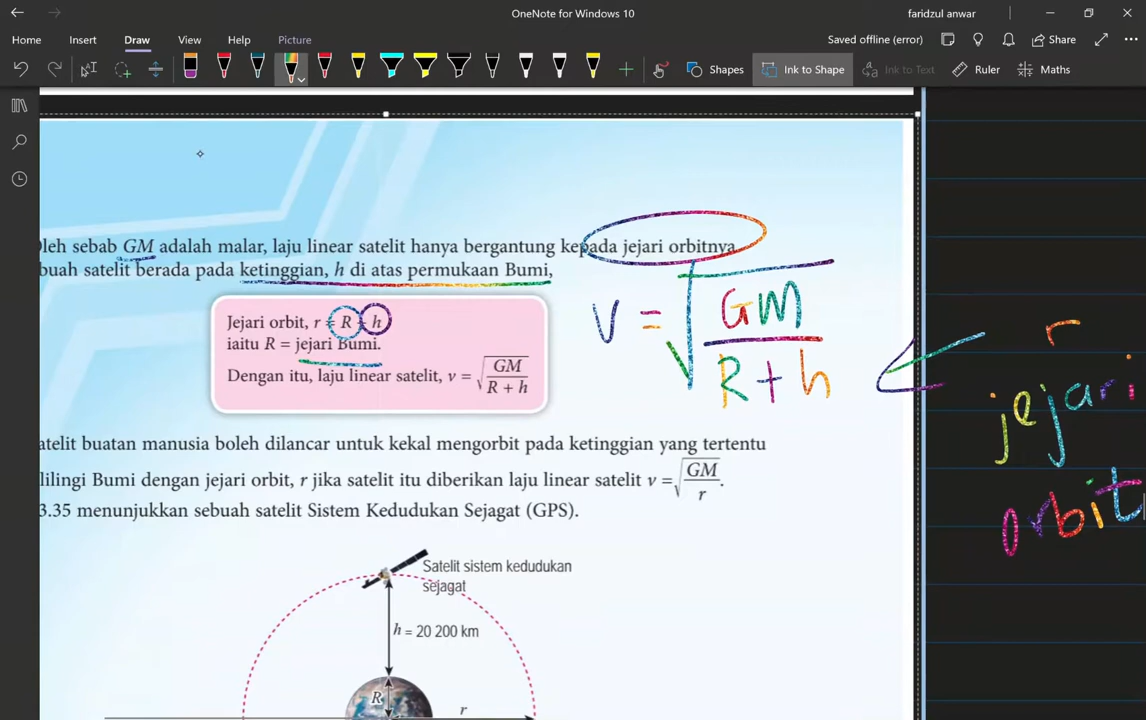 OneNote for Windows 10
faridzul anwar
Home Insert Draw View Help Picture
Saved offline (error)
Share
Shapes
Ink to Shape
Ink to Text
Ruler
Maths
leh sebab GM adalah malar, laju linear satelit hanya bergantung kepada jejari orbitnya.
buah satelit berada pada ketinggian, h di atas permukaan Bumi,
Jejari orbit, r = R + h
iaitu R = jejari Bumi.
Dengan itu, laju linear satelit, v = √(GM/(R + h))
v = √(GM/(R + h))
r
jejari
orbit
atelit buatan manusia boleh dilancar untuk kekal mengorbit pada ketinggian yang tertentu
lilingi Bumi dengan jejari orbit, r jika satelit itu diberikan laju linear satelit v = √(GM/r).
3.35 menunjukkan sebuah satelit Sistem Kedudukan Sejagat (GPS).
Satelit sistem kedudukan
sejagat
h = 20 200 km
R
r